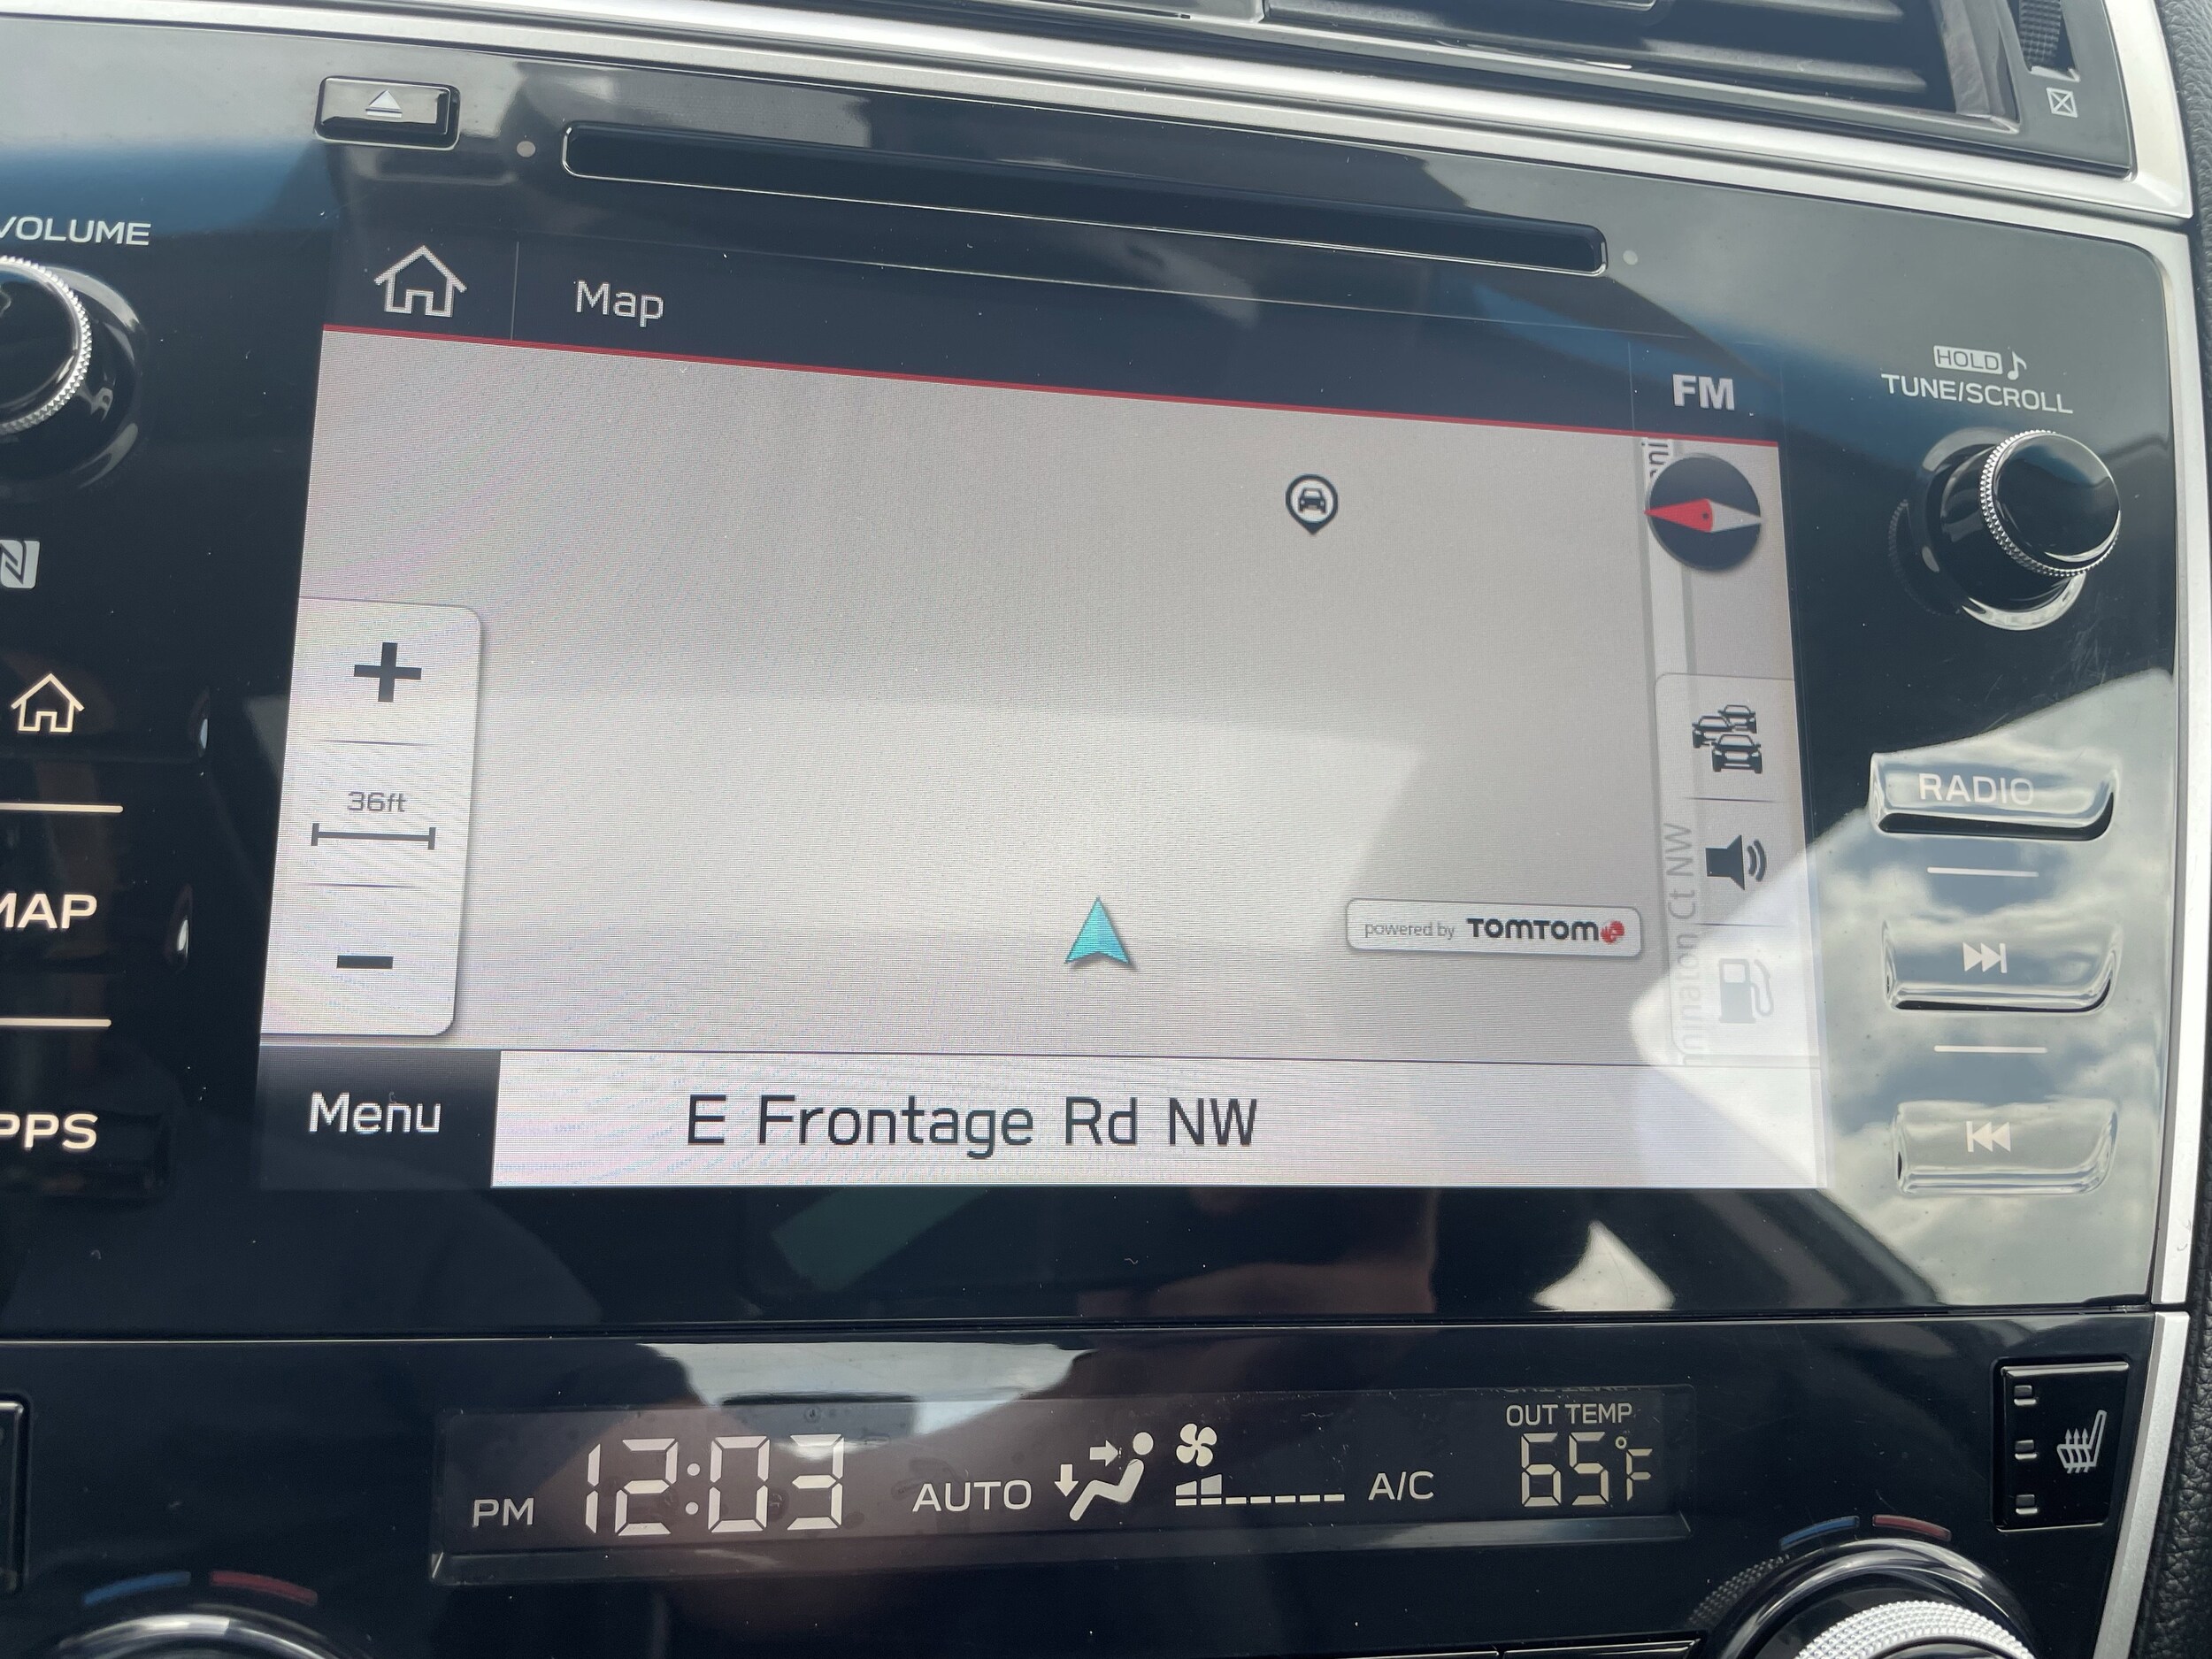 VOLUME
HOLD
TUNE/SCROLL
Map
FM
36ft
RADIO
MAP
powered by TOMTOM
Ct NW
Menu
E Frontage Rd NW
PM 12:03 AUTO A/C
OUT TEMP
65°F